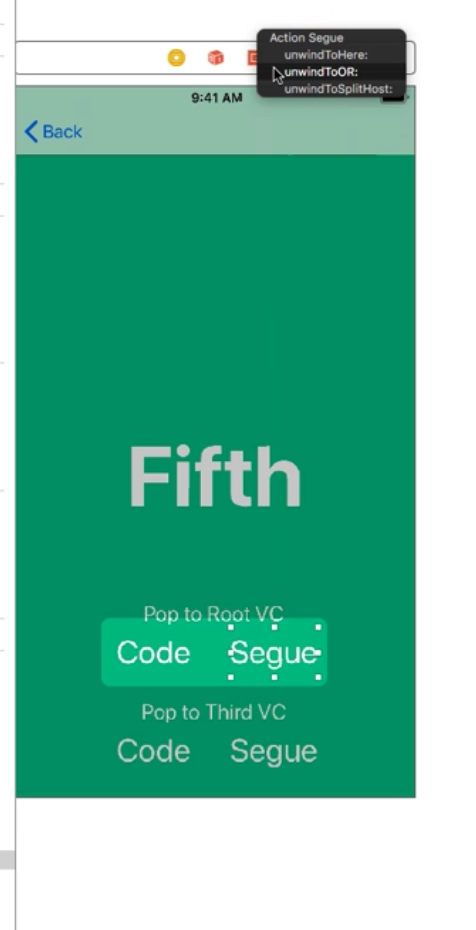 Action Segue
unwindToHere:
unwindToOR:
unwindToSplitHost:
9:41 AM
Back
Fifth
Pop to Root VC
Code Segue
Pop to Third VC
Code Segue